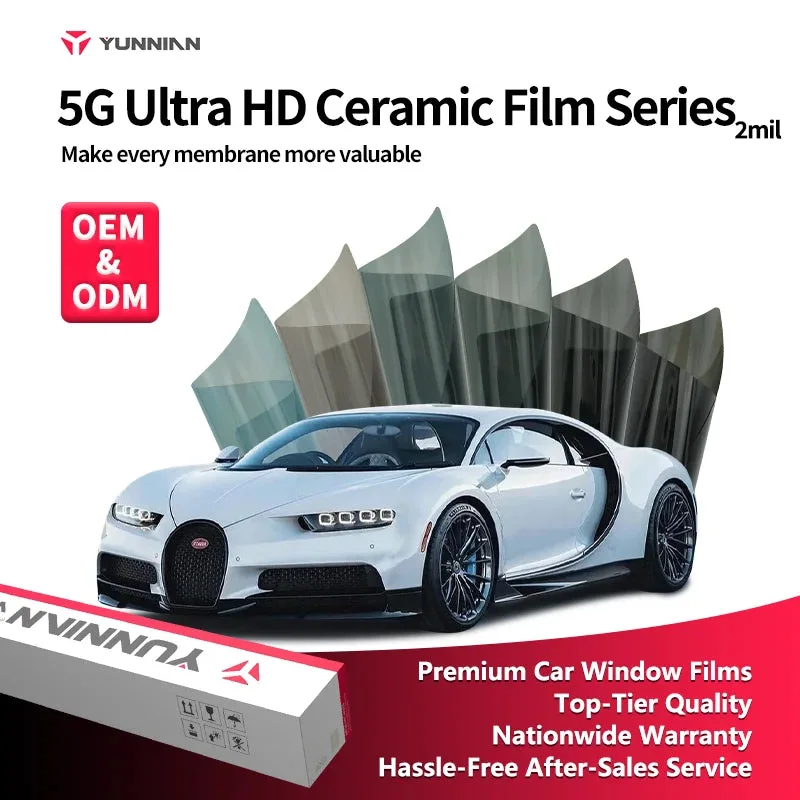 YUNNIAN
5G Ultra HD Ceramic Film Series 2mil
Make every membrane more valuable
OEM
&
ODM
YUNNIAN
Premium Car Window Films
Top-Tier Quality
Nationwide Warranty
Hassle-Free After-Sales Service